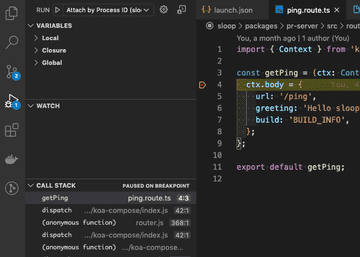 RUN Attach by Process ID (sloo
launch.json
ping.route.ts
sloop > packages > pr-server > src > rout
VARIABLES
Local
Closure
Global
WATCH
CALL STACK PAUSED ON BREAKPOINT
getPing ping.route.ts 4:3
dispatch .../koa-compose/index.js 42:1
(anonymous function) router.js 368:1
dispatch .../koa-compose/index.js 42:1
(anonymous function) .../koa-compose...
2
1
You, a month ago | 1 author (You)
1 import { Context } from 'k
2
3 const getPing = (ctx: Cont
4 ctx.body = { You, 4
5 url: '/ping',
6 greeting: 'Hello sloop
7 build: 'BUILD_INFO',
8 };
9 };
10
11 export default getPing;
12